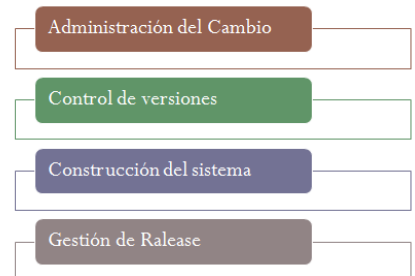 Administración del Cambio
Control de versiones
Construcción del sistema
Gestión de Ralease